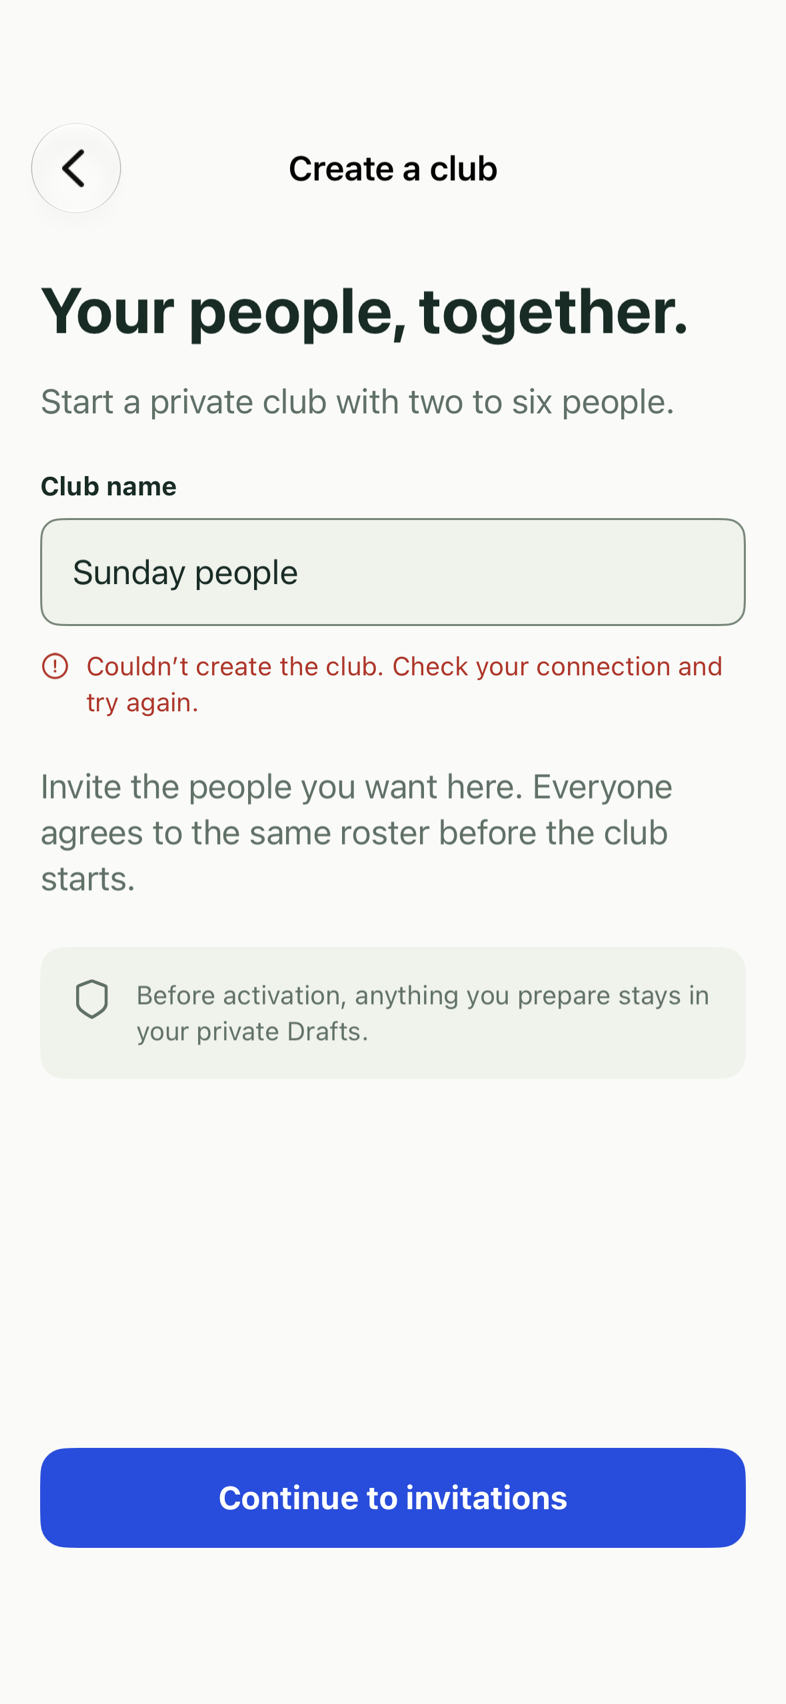 Create a club
Your people, together.
Start a private club with two to six people.
Club name
Sunday people
Couldn’t create the club. Check your connection and
try again.
Invite the people you want here. Everyone
agrees to the same roster before the club
starts.
Before activation, anything you prepare stays in
your private Drafts.
Continue to invitations